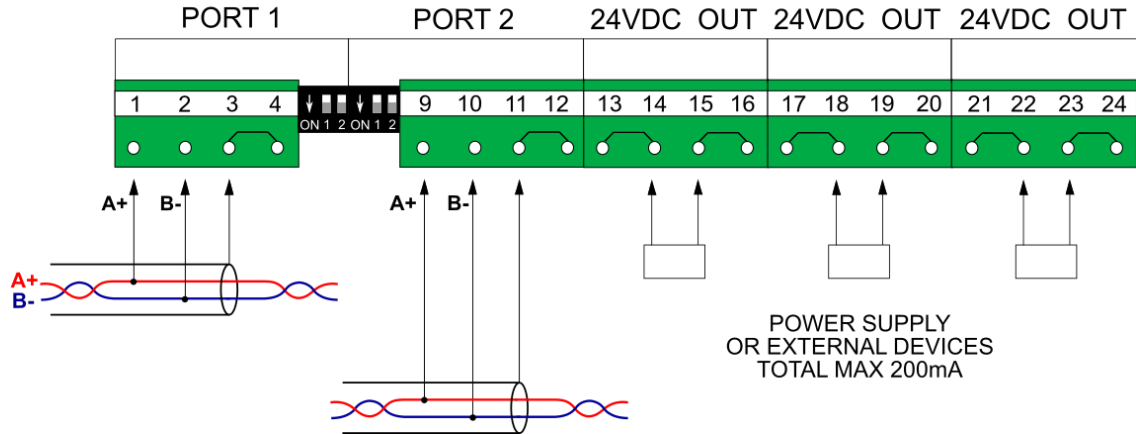 PORT 1 PORT 2 24VDC OUT 24VDC OUT 24VDC OUT
1 2 3 4 9 10 11 12 13 14 15 16 17 18 19 20 21 22 23 24
ON 1 2 ON 1 2
A+ B- A+ B-
A+
B-
POWER SUPPLY
OR EXTERNAL DEVICES
TOTAL MAX 200mA